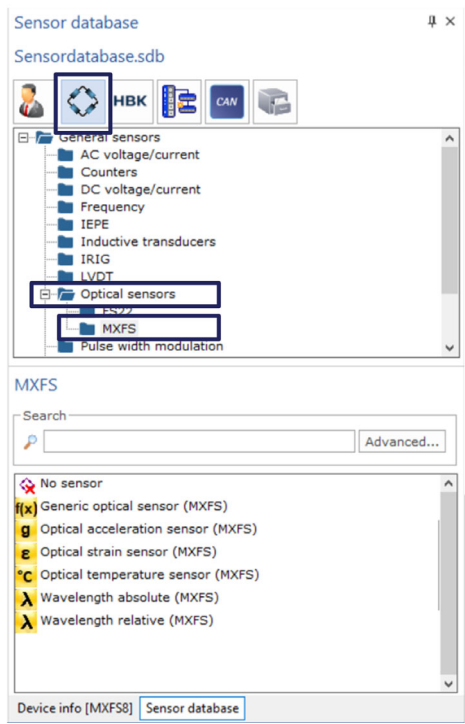 Sensor database
Sensordatabase.sdb
HBK
CAN
General sensors
AC voltage/current
Counters
DC voltage/current
Frequency
IEPE
Inductive transducers
IRIG
LVDT
Optical sensors
FS22
MXFS
Pulse width modulation
MXFS
Search
Advanced...
No sensor
f(x) Generic optical sensor (MXFS)
g Optical acceleration sensor (MXFS)
ε Optical strain sensor (MXFS)
°C Optical temperature sensor (MXFS)
λ Wavelength absolute (MXFS)
λ Wavelength relative (MXFS)
Device info [MXFS8] Sensor database